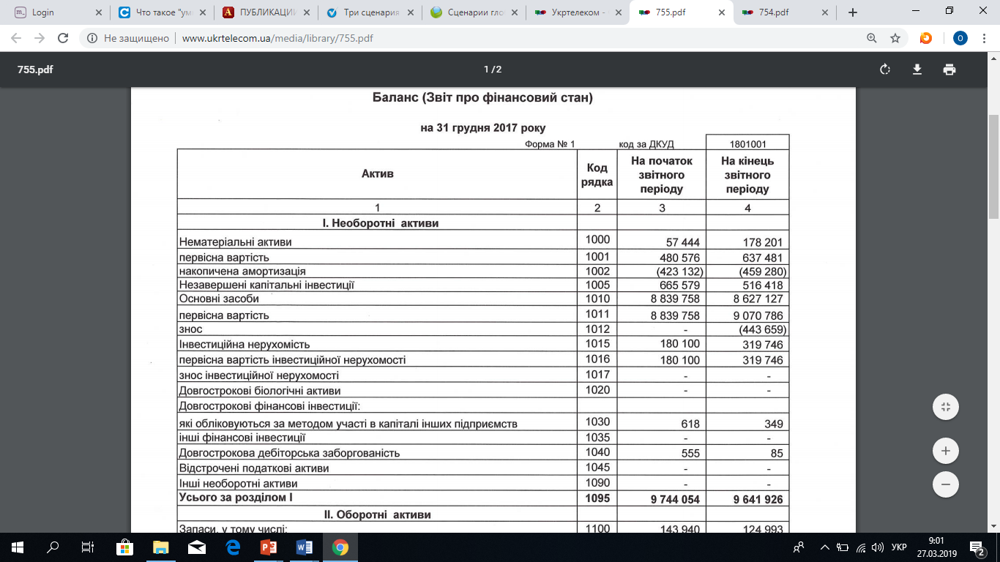 Login
Что такое "ум
ПУБЛИКАЦИ
Три сценария
Сценарии гло
Укртелеком -
755.pdf
754.pdf
Не защищено | www.ukrtelecom.ua/media/library/755.pdf
О
755.pdf 1 / 2
Баланс (Звіт про фінансовий стан)
на 31 грудня 2017 року
Форма № 1 код за ДКУД 1801001
Актив Код рядка На початок звітного періоду На кінець звітного періоду
1 2 3 4
І. Необоротні активи
Нематеріальні активи 1000 57 444 178 201
первісна вартість 1001 480 576 637 481
накопичена амортизація 1002 (423 132) (459 280)
Незавершені капітальні інвестиції 1005 665 579 516 418
Основні засоби 1010 8 839 758 8 627 127
первісна вартість 1011 8 839 758 9 070 786
знос 1012 - (443 659)
Інвестиційна нерухомість 1015 180 100 319 746
первісна вартість інвестиційної нерухомості 1016 180 100 319 746
знос інвестиційної нерухомості 1017 - -
Довгострокові біологічні активи 1020 - -
Довгострокові фінансові інвестиції:
які обліковуються за методом участі в капіталі інших підприємств 1030 618 349
інші фінансові інвестиції 1035 - -
Довгострокова дебіторська заборгованість 1040 555 85
Відстрочені податкові активи 1045 - -
Інші необоротні активи 1090 - -
Усього за розділом І 1095 9 744 054 9 641 926
ІІ. Оборотні активи
Запаси, у тому числі: 1100 143 940 124 993
УКР
9:01
27.03.2019
2